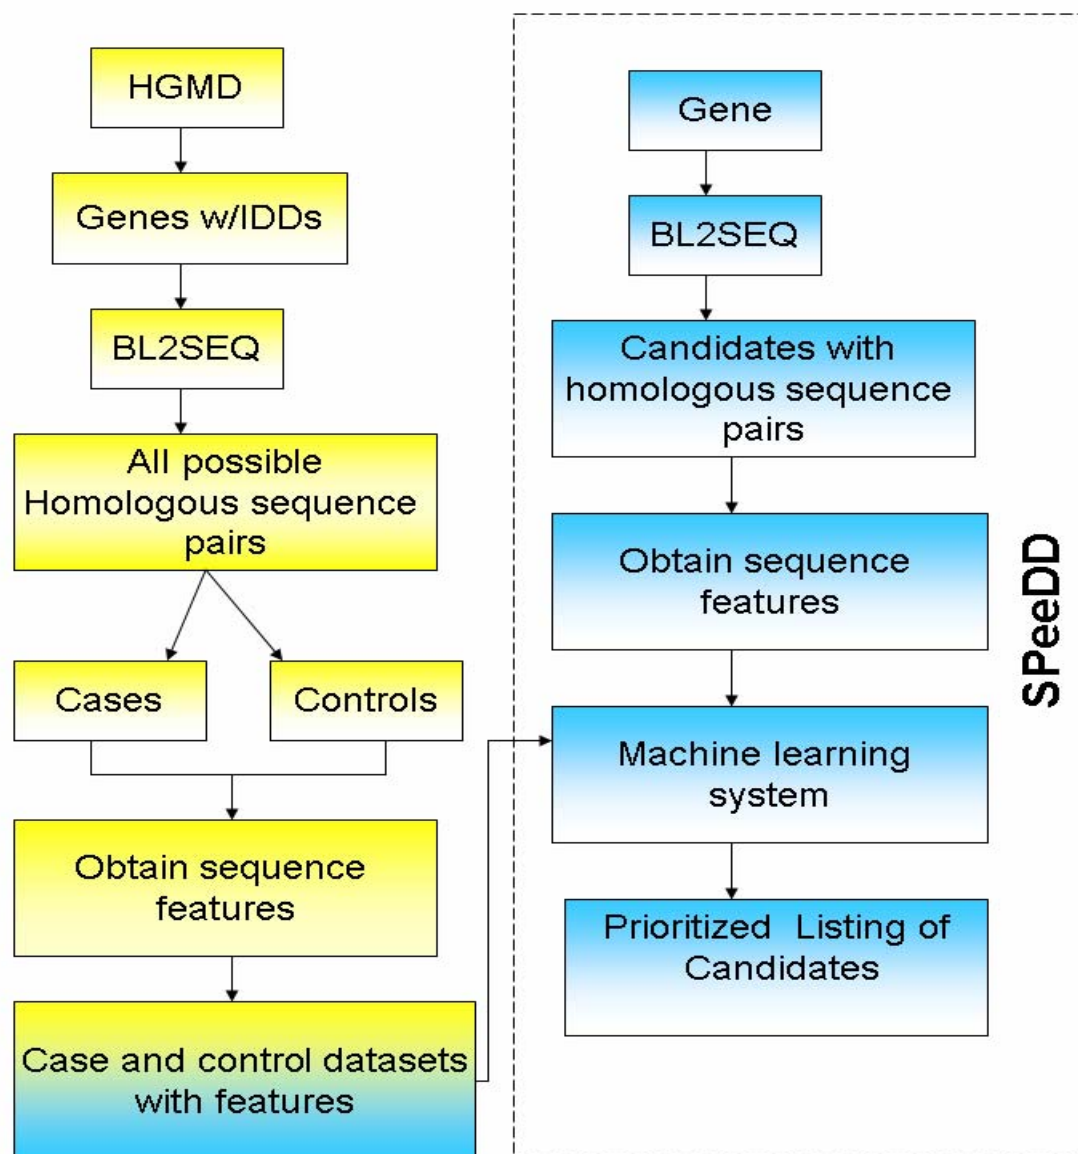 HGMD
Genes w/IDDs
BL2SEQ
All possible
Homologous sequence
pairs
Cases
Controls
Obtain sequence
features
Case and control datasets
with features
Gene
BL2SEQ
Candidates with
homologous sequence
pairs
Obtain sequence
features
Machine learning
system
Prioritized Listing of
Candidates
SPeeDD